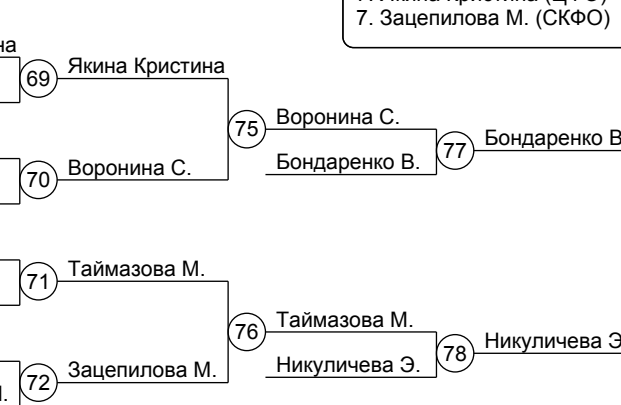 7. Зацепилова М. (СКФО)
69
Якина Кристина
75
Воронина С.
77
Бондаренко В
70
Воронина С.
Бондаренко В.
71
Таймазова М.
76
Таймазова М.
78
Никуличева Э
72
Зацепилова М.
Никуличева Э.